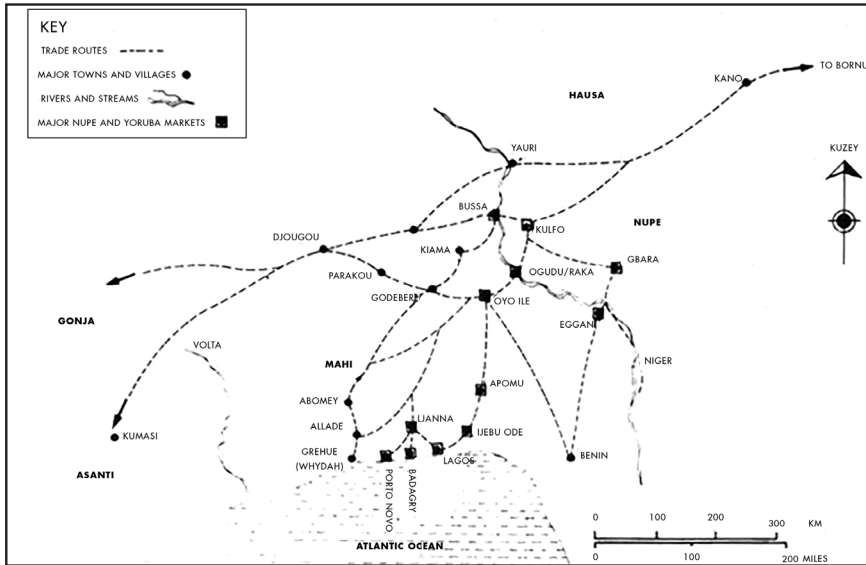 KEY
TRADE ROUTES
MAJOR TOWNS AND VILLAGES
RIVERS AND STREAMS
MAJOR NUPE AND YORUBA MARKETS
TO BORNU
KANO
HAUSA
YAURI
KUZEY
BUSSA
KULFO
NUPE
DJOUGOU
KIAMA
GBARA
PARAKOU
OGUDU/RAKA
GODEBERE
OYO ILE
GONJA
EGGAN
VOLTA
NIGER
MAHI
APOMU
ABOMEY
ALLADE
LJANNA
IJEBU ODE
KUMASI
GREHUE
(WHYDAH)
LAGOS
BENIN
ASANTI
PORTO NOVO
BADAGRY
ATLANTIC OCEAN
0 100 200 300 KM
0 100 200 MILES